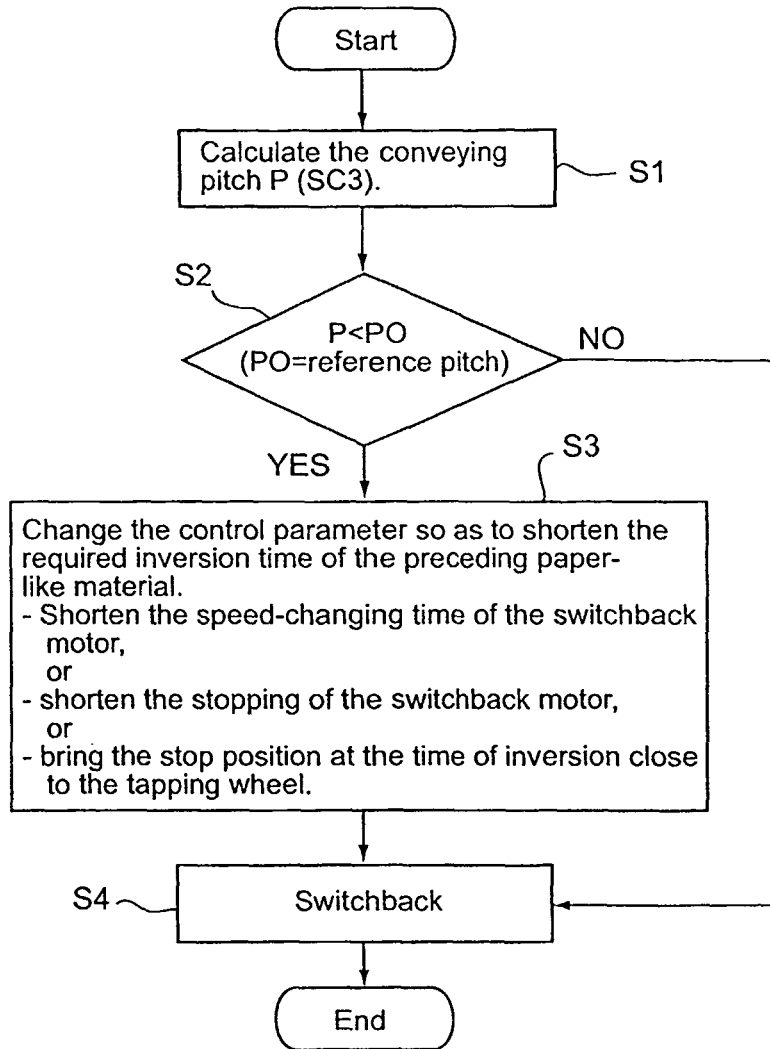 Start
Calculate the conveying
pitch P (SC3).
S1
S2
P<PO
(PO=reference pitch)
NO
YES
S3
Change the control parameter so as to shorten the
required inversion time of the preceding paper-
like material.
- Shorten the speed-changing time of the switchback
motor,
or
- shorten the stopping of the switchback motor,
or
- bring the stop position at the time of inversion close
to the tapping wheel.
S4
Switchback
End